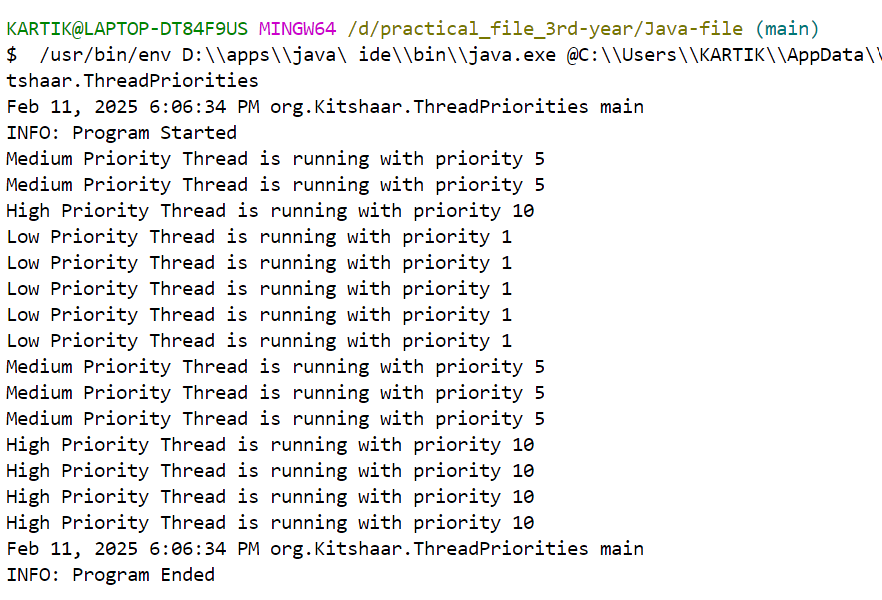 KARTIK@LAPTOP-DT84F9US MINGW64 /d/practical_file_3rd-year/Java-file (main)
$  /usr/bin/env D:\\apps\\java\ ide\\bin\\java.exe @C:\\Users\\KARTIK\\AppData\\
tshaar.ThreadPriorities
Feb 11, 2025 6:06:34 PM org.Kitshaar.ThreadPriorities main
INFO: Program Started
Medium Priority Thread is running with priority 5
Medium Priority Thread is running with priority 5
High Priority Thread is running with priority 10
Low Priority Thread is running with priority 1
Low Priority Thread is running with priority 1
Low Priority Thread is running with priority 1
Low Priority Thread is running with priority 1
Low Priority Thread is running with priority 1
Medium Priority Thread is running with priority 5
Medium Priority Thread is running with priority 5
Medium Priority Thread is running with priority 5
High Priority Thread is running with priority 10
High Priority Thread is running with priority 10
High Priority Thread is running with priority 10
High Priority Thread is running with priority 10
Feb 11, 2025 6:06:34 PM org.Kitshaar.ThreadPriorities main
INFO: Program Ended